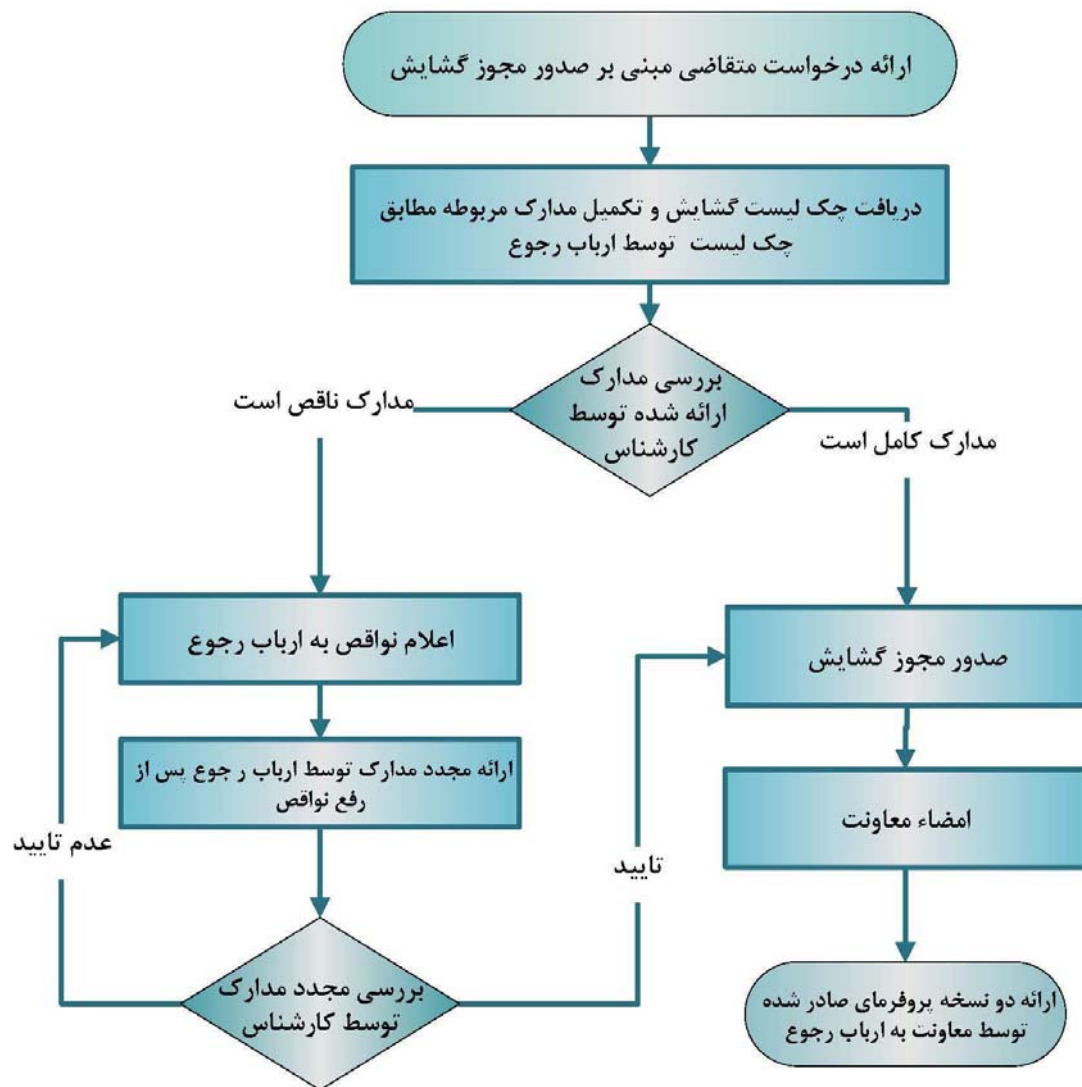 ارائه درخواست متقاضی مبنی بر صدور مجوز گشایش
دریافت چک لیست گشایش و تکمیل مدارک مربوطه مطابق
چک لیست توسط ارباب رجوع
بررسی مدارک
ارائه شده توسط
کارشناس
مدارک کامل است
مدارک ناقص است
اعلام نواقص به ارباب رجوع
ارائه مجدد مدارک توسط ارباب رجوع پس از
رفع نواقص
بررسی مجدد مدارک
توسط کارشناس
عدم تایید
تایید
صدور مجوز گشایش
امضاء معاونت
ارائه دو نسخه پروفرمای صادر شده
توسط معاونت به ارباب رجوع